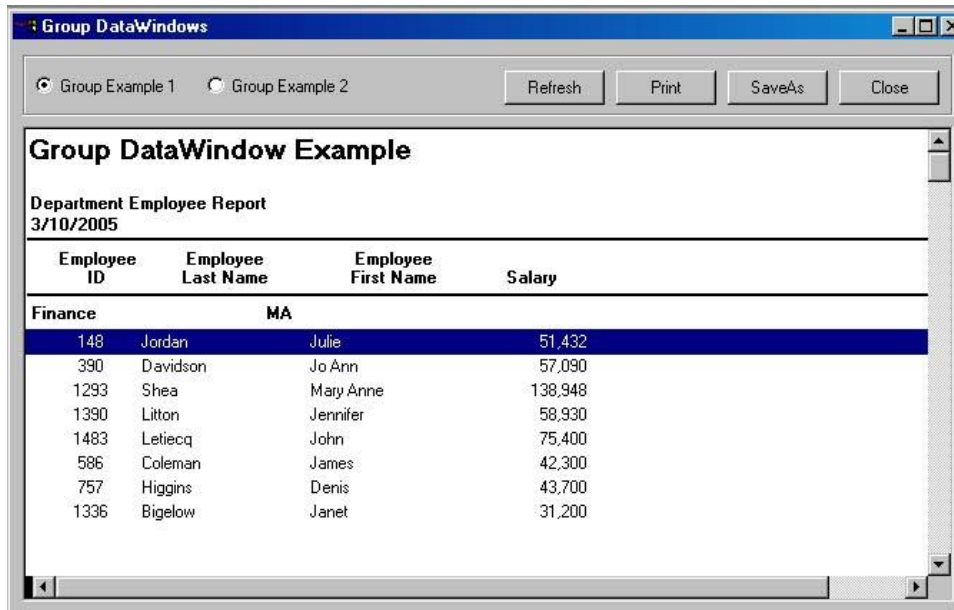 Group DataWindows
Group Example 1 Group Example 2 Refresh Print SaveAs Close
Group DataWindow Example
Department Employee Report
3/10/2005
Employee Employee Employee
ID Last Name First Name Salary
Finance MA
148 Jordan Julie 51,432
390 Davidson Jo Ann 57,090
1293 Shea Mary Anne 138,948
1390 Litton Jennifer 58,930
1483 Letiecq John 75,400
586 Coleman James 42,300
757 Higgins Denis 43,700
1336 Bigelow Janet 31,200